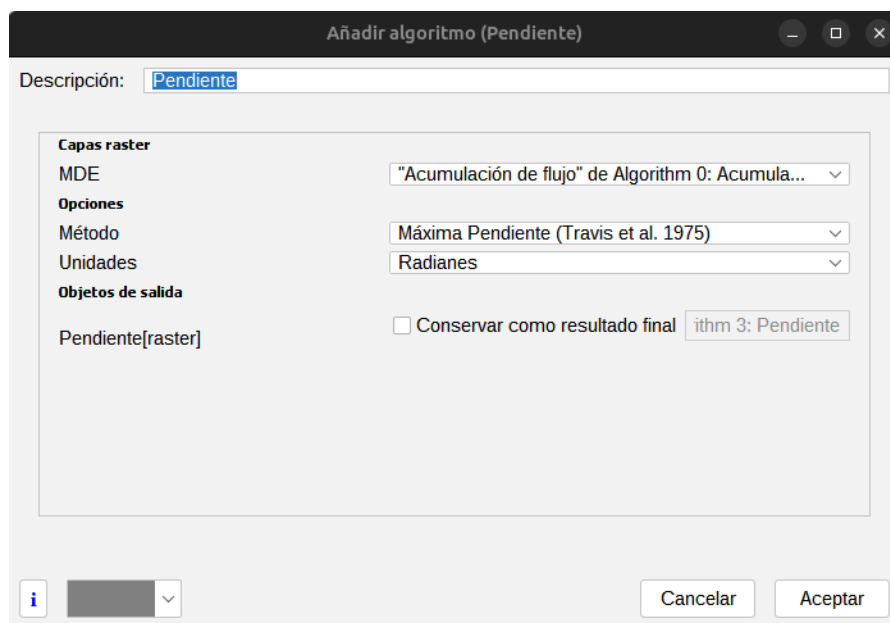 Añadir algoritmo (Pendiente)
Descripción: Pendiente
Capas raster
MDE "Acumulación de flujo" de Algorithm 0: Acumula...
Opciones
Método Máxima Pendiente (Travis et al. 1975)
Unidades Radianes
Objetos de salida
Pendiente[raster] Conservar como resultado final ithm 3: Pendiente
i Cancelar Aceptar